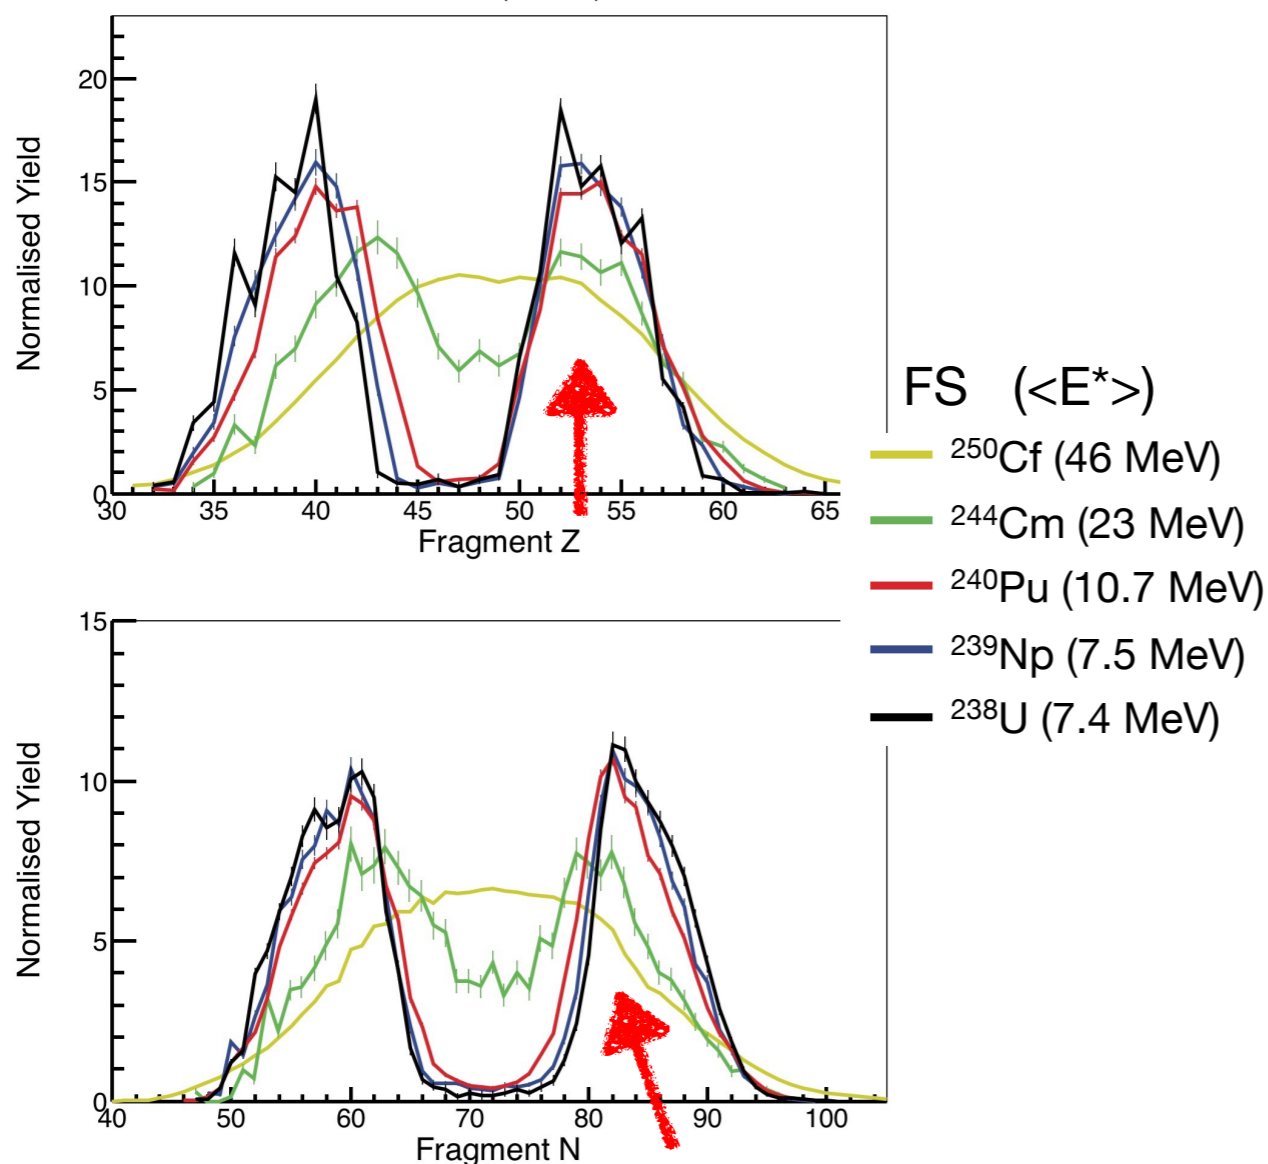 20
15
10
5
0
Normalised Yield
30 35 40 45 50 55 60 65
Fragment Z
FS (<E*>)
²⁵⁰Cf (46 MeV)
²⁴⁴Cm (23 MeV)
²⁴⁰Pu (10.7 MeV)
²³⁹Np (7.5 MeV)
²³⁸U (7.4 MeV)
15
10
5
0
Normalised Yield
40 50 60 70 80 90 100
Fragment N